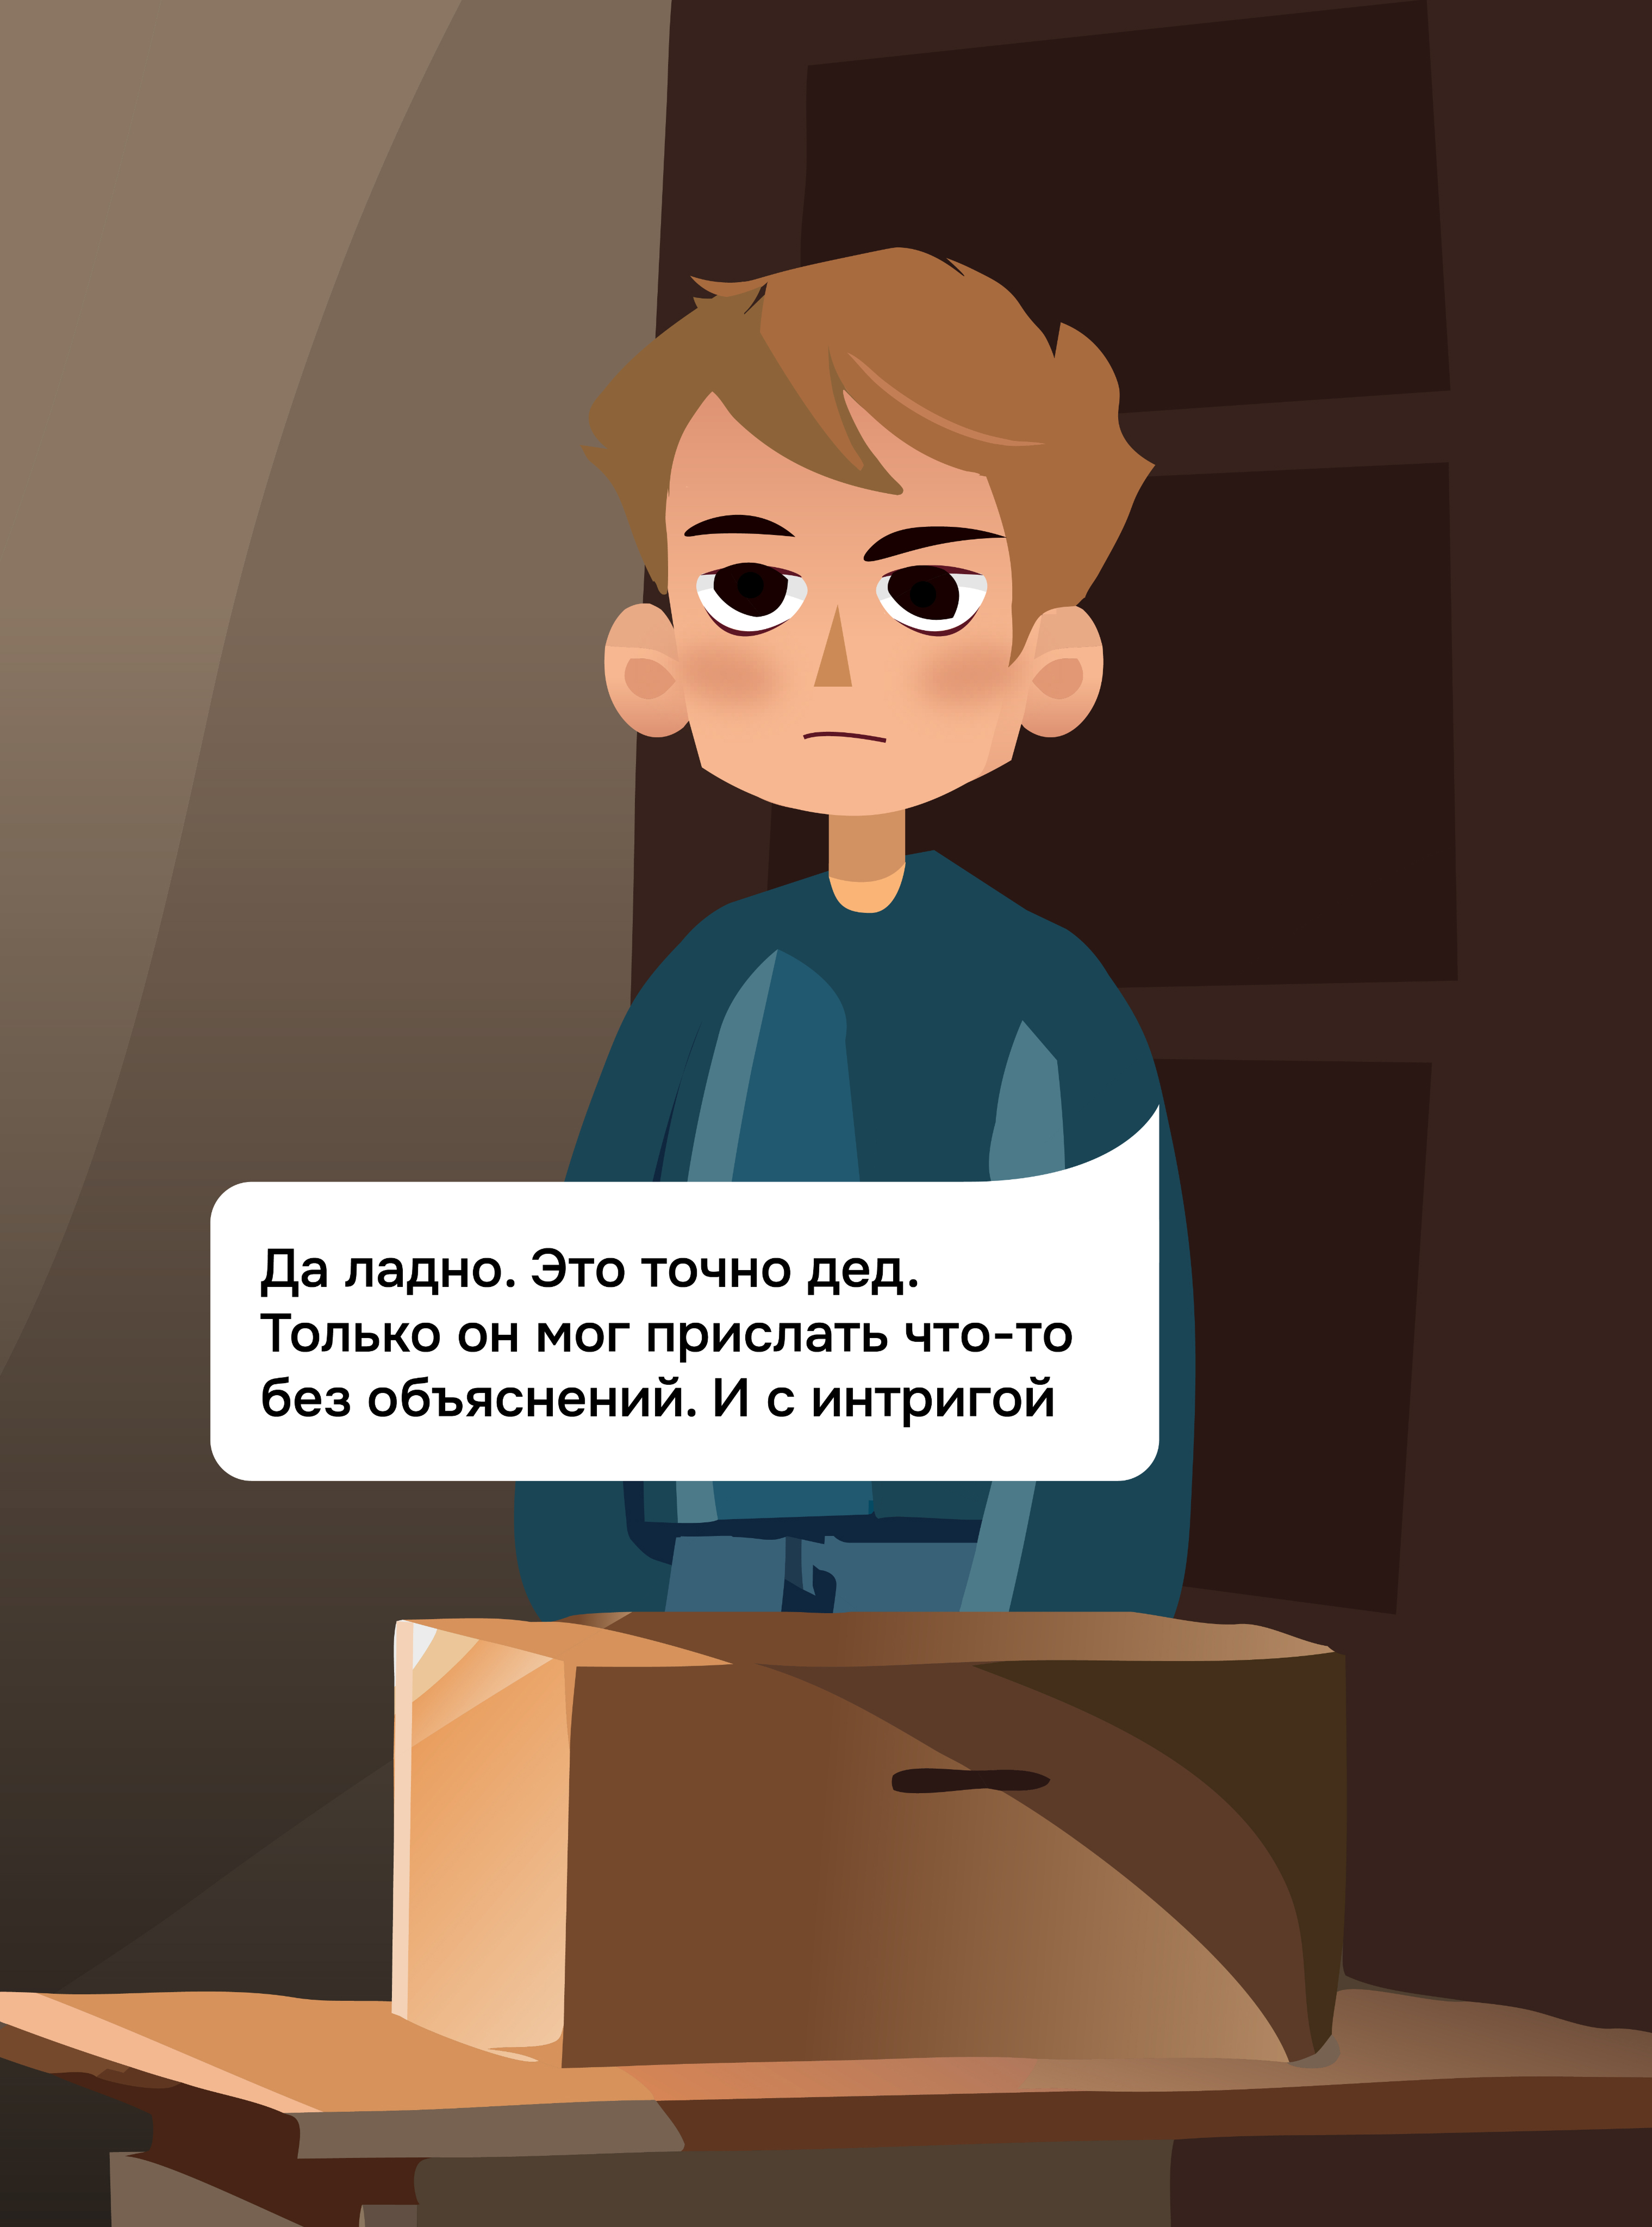 Да ладно. Это точно дед.
Только он мог прислать что-то
без объяснений. И с интригой